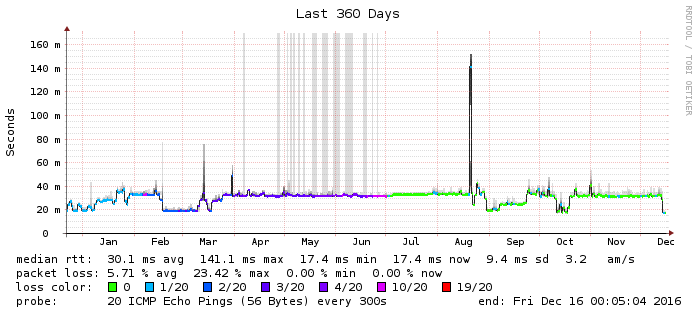 Last 360 Days
RRDTOOL / TOBI OETIKER
Seconds
160 m
140 m
120 m
100 m
80 m
60 m
40 m
20 m
0
Jan Feb Mar Apr May Jun Jul Aug Sep Oct Nov Dec
median rtt: 30.1 ms avg 141.1 ms max 17.4 ms min 17.4 ms now 9.4 ms sd 3.2 am/s
packet loss: 5.71 % avg 23.42 % max 0.00 % min 0.00 % now
loss color: 0 1/20 2/20 3/20 4/20 10/20 19/20
probe: 20 ICMP Echo Pings (56 Bytes) every 300s end: Fri Dec 16 00:05:04 2016